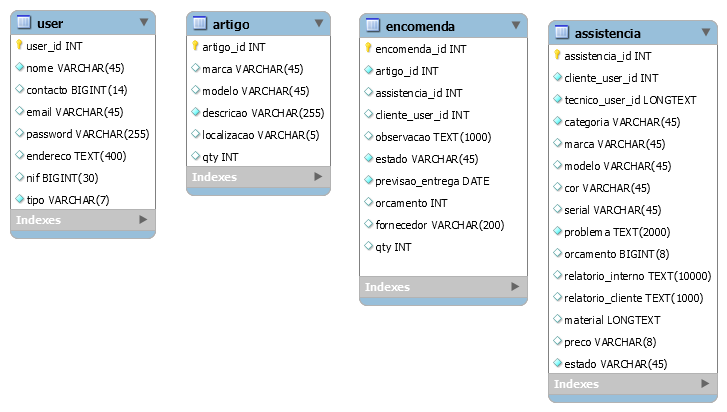 user
user_id INT
nome VARCHAR(45)
contacto BIGINT(14)
email VARCHAR(45)
password VARCHAR(255)
endereco TEXT(400)
nif BIGINT(30)
tipo VARCHAR(7)
Indexes
artigo
artigo_id INT
marca VARCHAR(45)
modelo VARCHAR(45)
descricao VARCHAR(255)
localizacao VARCHAR(5)
qty INT
Indexes
encomenda
encomenda_id INT
artigo_id INT
assistencia_id INT
cliente_user_id INT
observacao TEXT(1000)
estado VARCHAR(45)
previsao_entrega DATE
orcamento INT
fornecedor VARCHAR(200)
qty INT
Indexes
assistencia
assistencia_id INT
cliente_user_id INT
tecnico_user_id LONGTEXT
categoria VARCHAR(45)
marca VARCHAR(45)
modelo VARCHAR(45)
cor VARCHAR(45)
serial VARCHAR(45)
problema TEXT(2000)
orcamento BIGINT(8)
relatorio_interno TEXT(10000)
relatorio_cliente TEXT(1000)
material LONGTEXT
preco VARCHAR(8)
estado VARCHAR(45)
Indexes